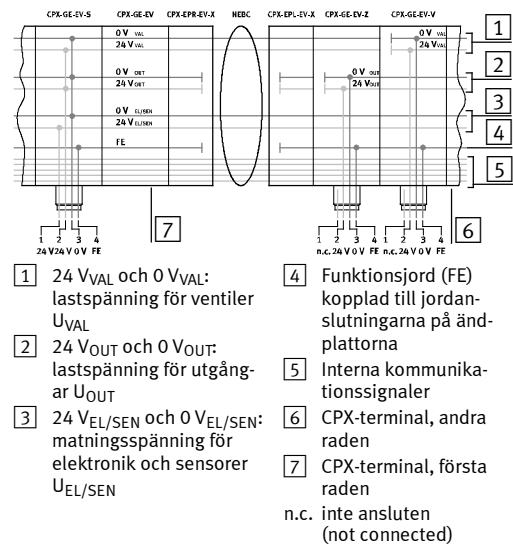 CPX-GE-EV-S CPX-GE-EV CPX-EPR-EV-X NEBC CPX-EPL-EV-X CPX-GE-EV-Z CPX-GE-EV-V
0 V VAL
24 V VAL
0 V VAL
24 V VAL
1
0 V OUT
24 V OUT
0 V OUT
24 V OUT
2
0 V EL/SEN
24 V EL/SEN
3
FE
4
5
7
6
1 2 3 4
24 V 24 V 0 V FE
1 2 3 4
n.c. 24 V 0 V FE
1 2 3 4
n.c. 24 V 0 V FE
1 24 VVAL och 0 VVAL:
lastspänning för ventiler
UVAL
2 24 VOUT och 0 VOUT:
lastspänning för utgång-
ar UOUT
3 24 VEL/SEN och 0 VEL/SEN:
matningsspänning för
elektronik och sensorer
UEL/SEN
4 Funktionsjord (FE)
kopplad till jordan-
slutningarna på änd-
plattorna
5 Interna kommunika-
tionssignaler
6 CPX-terminal, andra
raden
7 CPX-terminal, första
raden
n.c. inte ansluten
(not connected)